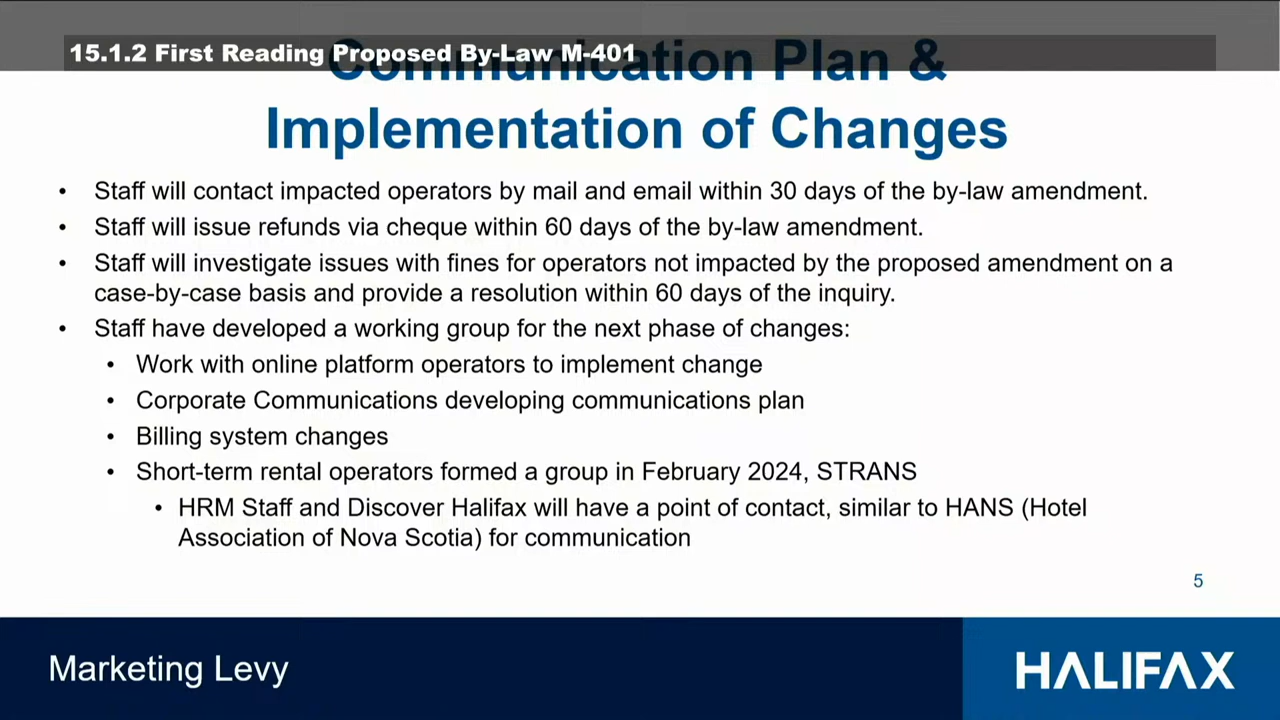 15.1.2 First Reading Proposed By-Law M-401
Communication Plan &
Implementation of Changes
• Staff will contact impacted operators by mail and email within 30 days of the by-law amendment.
• Staff will issue refunds via cheque within 60 days of the by-law amendment.
• Staff will investigate issues with fines for operators not impacted by the proposed amendment on a
case-by-case basis and provide a resolution within 60 days of the inquiry.
• Staff have developed a working group for the next phase of changes:
• Work with online platform operators to implement change
• Corporate Communications developing communications plan
• Billing system changes
• Short-term rental operators formed a group in February 2024, STRANS
• HRM Staff and Discover Halifax will have a point of contact, similar to HANS (Hotel
Association of Nova Scotia) for communication
5
Marketing Levy
HALIFAX